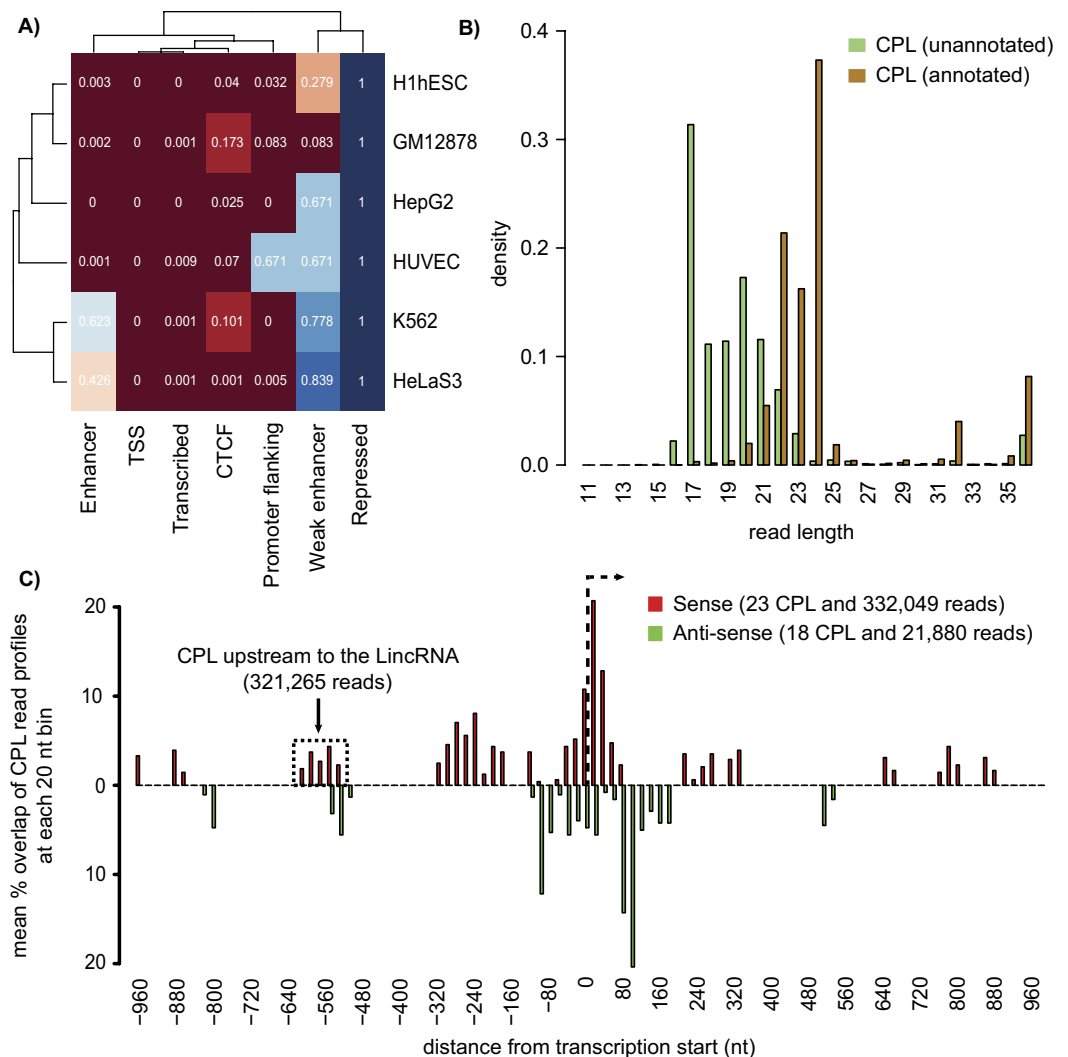 A)
0.003 0 0 0.04 0.032 0.279 1 H1hESC
0.002 0 0.001 0.173 0.083 0.083 1 GM12878
0 0 0 0.025 0 0.671 1 HepG2
0.001 0 0.009 0.07 0.671 0.671 1 HUVEC
0.623 0 0.001 0.101 0 0.778 1 K562
0.426 0 0.001 0.001 0.005 0.839 1 HeLaS3
Enhancer
TSS
Transcribed
CTCF
Promoter flanking
Weak enhancer
Repressed
B)
CPL (unannotated)
CPL (annotated)
density
0.4
0.3
0.2
0.1
0.0
11 13 15 17 19 21 23 25 27 29 31 33 35
read length
C)
Sense (23 CPL and 332,049 reads)
Anti-sense (18 CPL and 21,880 reads)
CPL upstream to the LincRNA
(321,265 reads)
mean % overlap of CPL read profiles
at each 20 nt bin
20
10
0
10
20
−960 −880 −800 −720 −640 −560 −480 −400 −320 −240 −160 −80 0 80 160 240 320 400 480 560 640 720 800 880 960
distance from transcription start (nt)